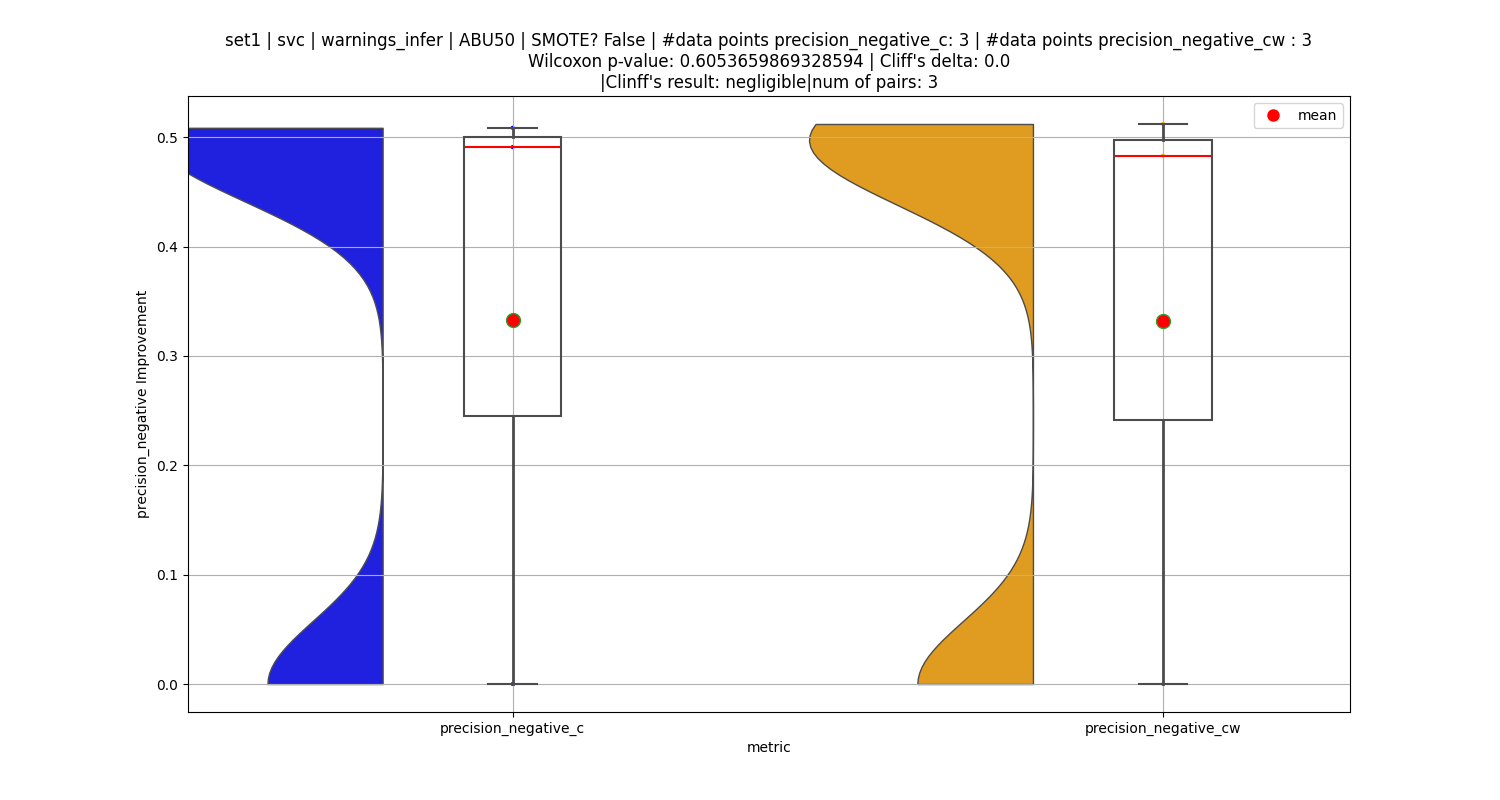 set1 | svc | warnings_infer | ABU50 | SMOTE? False | #data points precision_negative_c: 3 | #data points precision_negative_cw : 3
Wilcoxon p-value: 0.6053659869328594 | Cliff's delta: 0.0
|Clinff's result: negligible|num of pairs: 3
mean
precision_negative Improvement
0.5
0.4
0.3
0.2
0.1
0.0
precision_negative_c
precision_negative_cw
metric